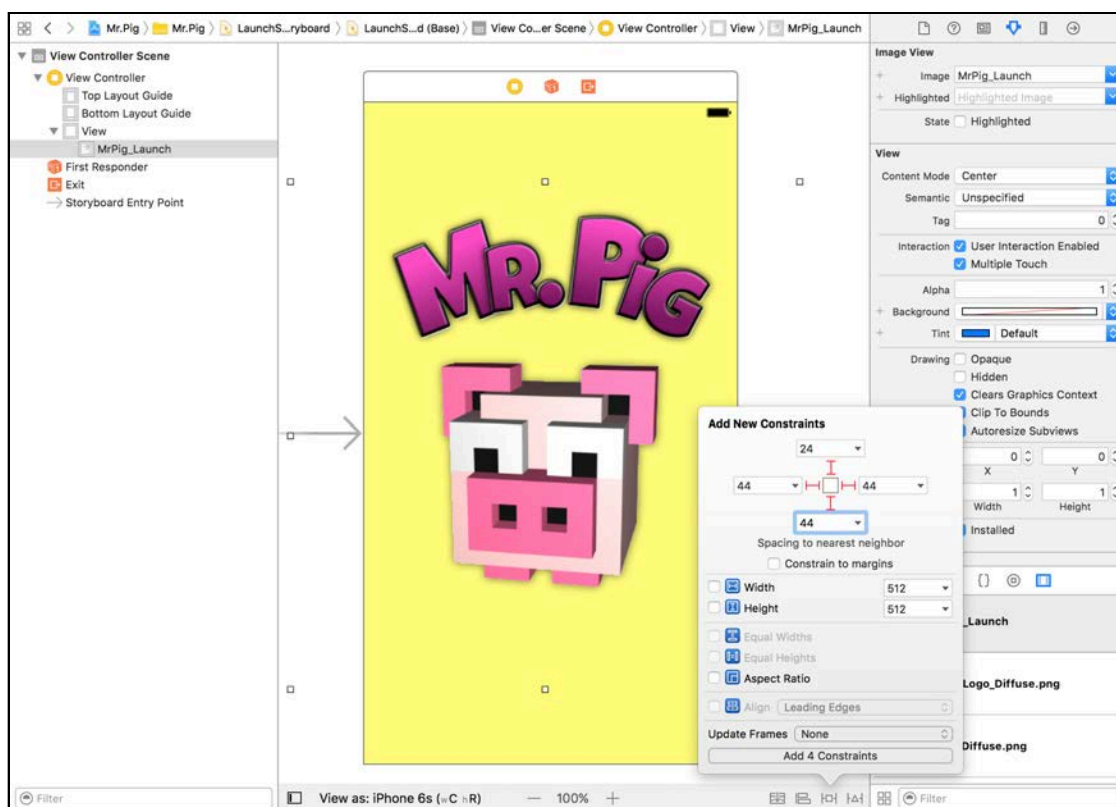 Mr.Pig
Mr.Pig
LaunchS...ryboard
LaunchS...d (Base)
View Co...er Scene
View Controller
View
MrPig_Launch
View Controller Scene
View Controller
Top Layout Guide
Bottom Layout Guide
View
MrPig_Launch
First Responder
Exit
Storyboard Entry Point
MR. PiG
Image View
Image MrPig_Launch
Highlighted Highlighted Image
State Highlighted
View
Content Mode Center
Semantic Unspecified
Tag 0
Interaction User Interaction Enabled
Multiple Touch
Alpha 1
Background
Tint Default
Drawing Opaque
Hidden
Clears Graphics Context
Clip To Bounds
Autoresize Subviews
0 0
X Y
1 1
Width Height
Installed
_Launch
Logo_Diffuse.png
Diffuse.png
Add New Constraints
24
44 44
44
Spacing to nearest neighbor
Constrain to margins
Width 512
Height 512
Equal Widths
Equal Heights
Aspect Ratio
Align Leading Edges
Update Frames None
Add 4 Constraints
Filter
View as: iPhone 6s (wC hR)
— 100% +
Filter